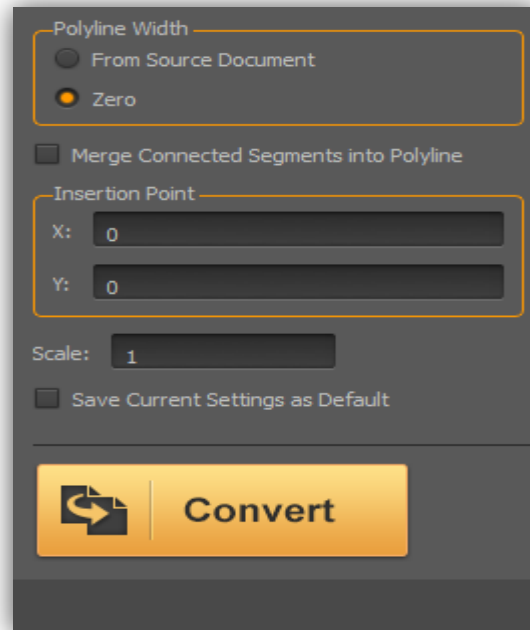 Polyline Width
From Source Document
Zero
Merge Connected Segments into Polyline
Insertion Point
X: 0
Y: 0
Scale: 1
Save Current Settings as Default
Convert